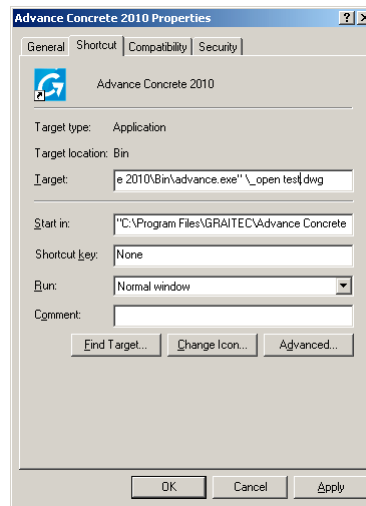 Advance Concrete 2010 Properties
General Shortcut Compatibility Security
Advance Concrete 2010
Target type: Application
Target location: Bin
Target: e 2010\Bin\advance.exe" \_open test.dwg
Start in: "C:\Program Files\GRAITEC\Advance Concrete
Shortcut key: None
Run: Normal window
Comment:
Find Target... Change Icon... Advanced...
OK Cancel Apply